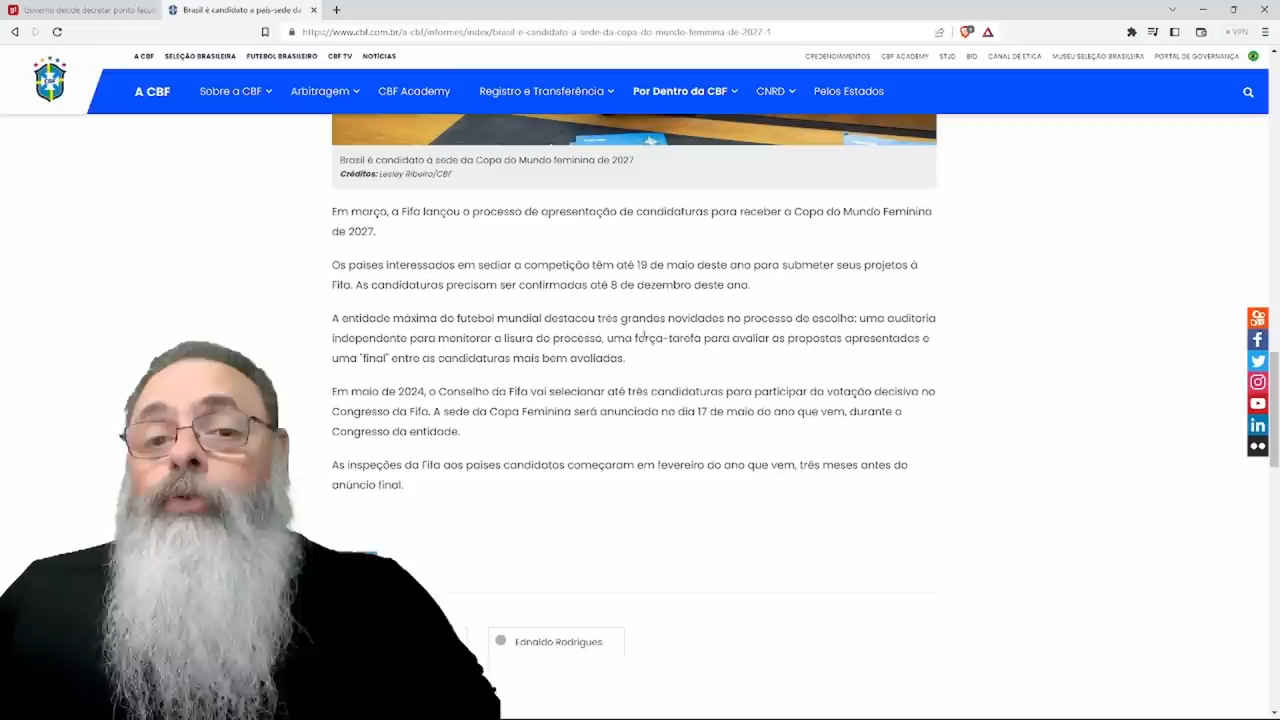 g1 Governo decide decretar ponto facult
Brasil é candidato a país-sede da
https://www.cbf.com.br/a-cbf/informes/index/brasil-e-candidato-a-sede-da-copa-do-mundo-feminina-de-2027-1
VPN
A CBF SELEÇÃO BRASILEIRA FUTEBOL BRASILEIRO CBF TV NOTÍCIAS
CREDENCIAMENTOS CBF ACADEMY STJD BID CANAL DE ÉTICA MUSEU SELEÇÃO BRASILEIRA PORTAL DE GOVERNANÇA
CBF
A CBF Sobre a CBF Arbitragem CBF Academy Registro e Transferência Por Dentro da CBF CNRD Pelos Estados
Brasil é candidato à sede da Copa do Mundo feminina de 2027
Créditos: Lesley Ribeiro/CBF
Em março, a Fifa lançou o processo de apresentação de candidaturas para receber a Copa do Mundo Feminina
de 2027.
Os países interessados em sediar a competição têm até 19 de maio deste ano para submeter seus projetos à
Fifa. As candidaturas precisam ser confirmadas até 8 de dezembro deste ano.
A entidade máxima do futebol mundial destacou três grandes novidades no processo de escolha: uma auditoria
independente para monitorar a lisura do processo, uma força-tarefa para avaliar as propostas apresentadas e
uma "final" entre as candidaturas mais bem avaliadas.
Em maio de 2024, o Conselho da Fifa vai selecionar até três candidaturas para participar da votação decisiva no
Congresso da Fifa. A sede da Copa Feminina será anunciada no dia 17 de maio do ano que vem, durante o
Congresso da entidade.
As inspeções da Fifa aos países candidatos começaram em fevereiro do ano que vem, três meses antes do
anúncio final.
Ednaldo Rodrigues